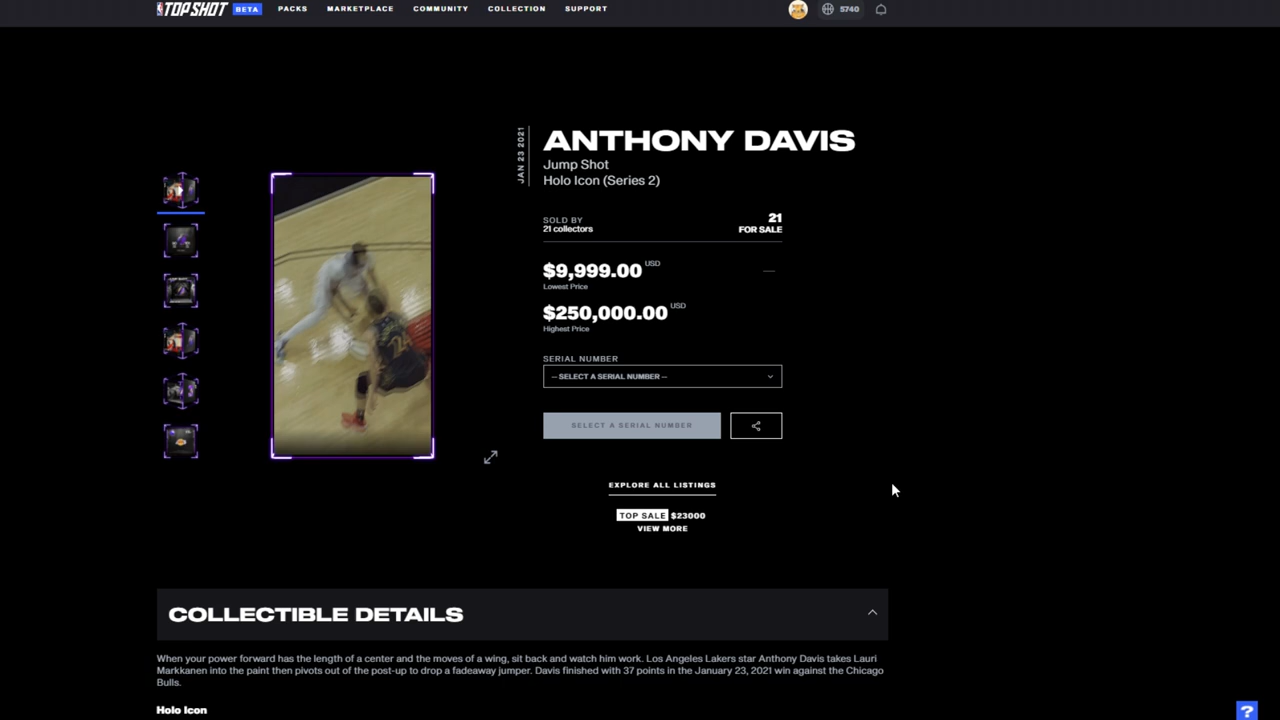 TOP SHOT BETA PACKS MARKETPLACE COMMUNITY COLLECTION SUPPORT 5740
JAN 23 2021
ANTHONY DAVIS
Jump Shot
Holo Icon (Series 2)
SOLD BY
21 collectors
21
FOR SALE
$9,999.00 USD
Lowest Price
$250,000.00 USD
Highest Price
SERIAL NUMBER
-- SELECT A SERIAL NUMBER --
SELECT A SERIAL NUMBER
EXPLORE ALL LISTINGS
TOP SALE $23000
VIEW MORE
COLLECTIBLE DETAILS
When your power forward has the length of a center and the moves of a wing, sit back and watch him work. Los Angeles Lakers star Anthony Davis takes Lauri
Markkanen into the paint then pivots out of the post-up to drop a fadeaway jumper. Davis finished with 37 points in the January 23, 2021 win against the Chicago
Bulls.
Holo Icon
?
24